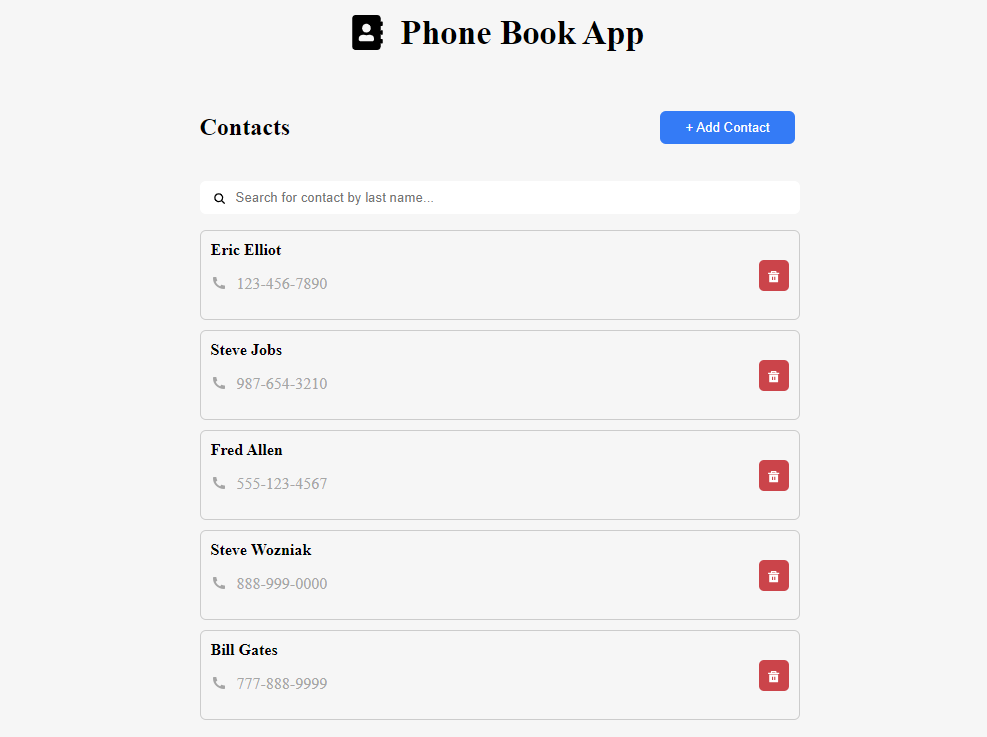 Phone Book App
Contacts
+ Add Contact
Search for contact by last name...
Eric Elliot
123-456-7890
Steve Jobs
987-654-3210
Fred Allen
555-123-4567
Steve Wozniak
888-999-0000
Bill Gates
777-888-9999